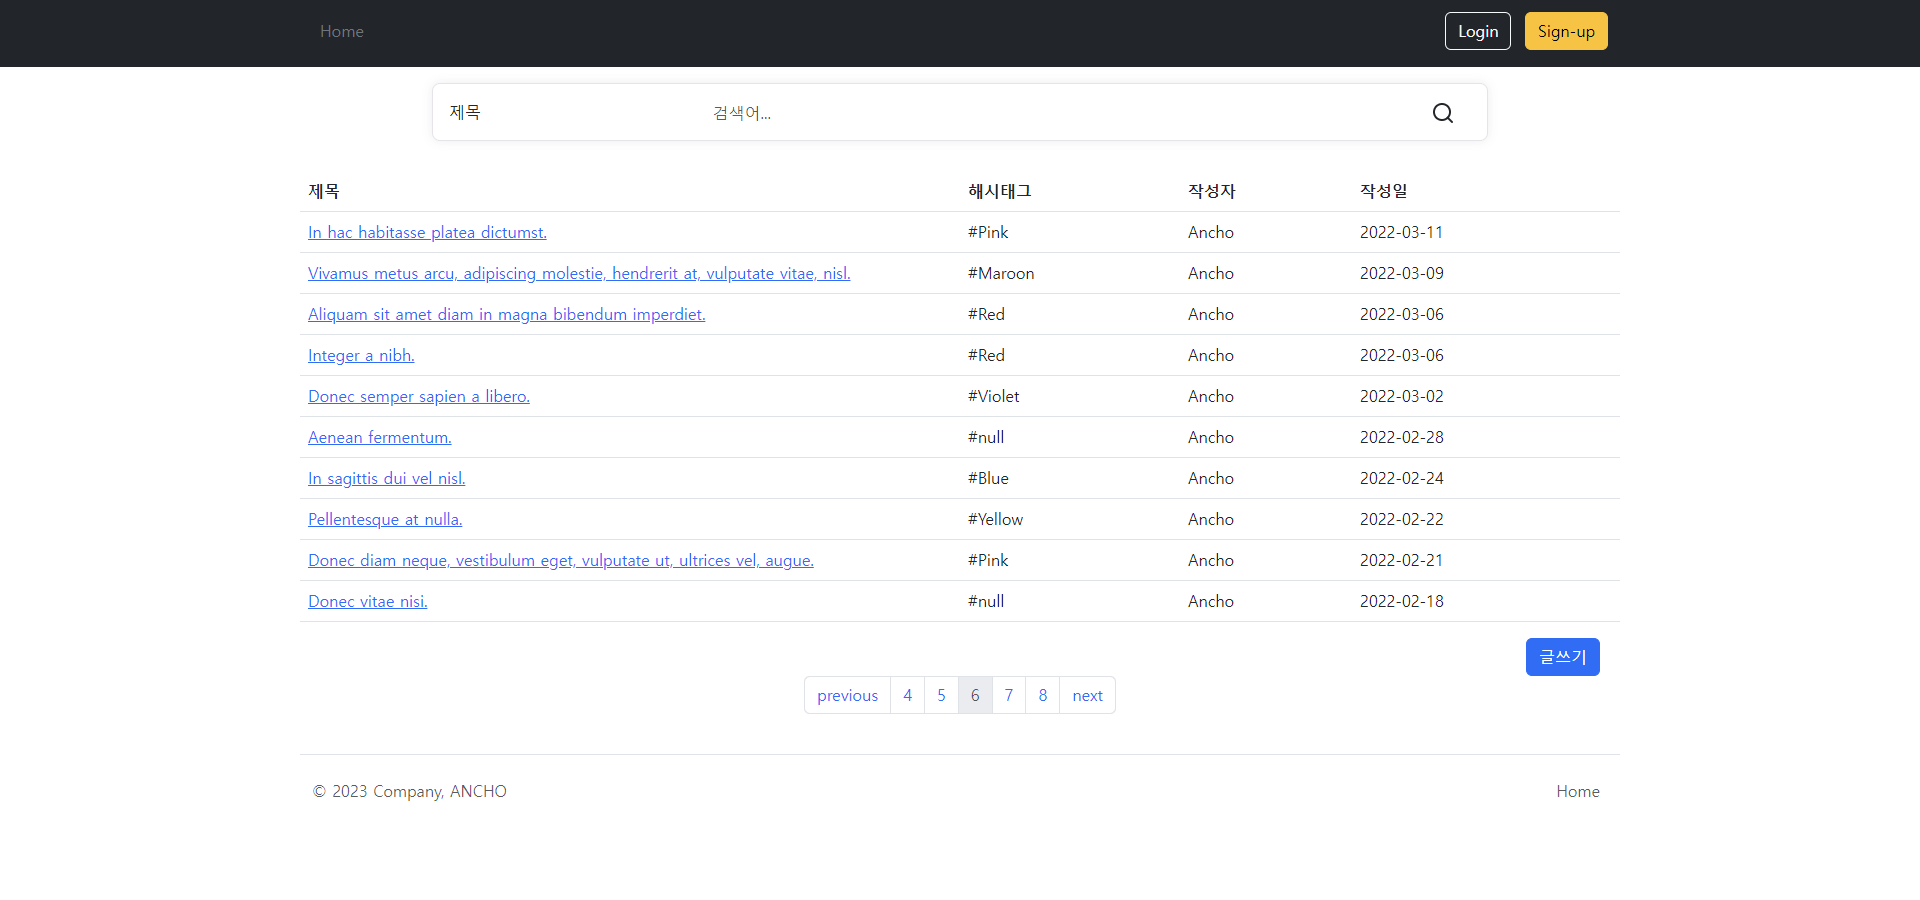 Home Login Sign-up
제목 검색어...
제목 해시태그 작성자 작성일
In hac habitasse platea dictumst. #Pink Ancho 2022-03-11
Vivamus metus arcu, adipiscing molestie, hendrerit at, vulputate vitae, nisl. #Maroon Ancho 2022-03-09
Aliquam sit amet diam in magna bibendum imperdiet. #Red Ancho 2022-03-06
Integer a nibh. #Red Ancho 2022-03-06
Donec semper sapien a libero. #Violet Ancho 2022-03-02
Aenean fermentum. #null Ancho 2022-02-28
In sagittis dui vel nisl. #Blue Ancho 2022-02-24
Pellentesque at nulla. #Yellow Ancho 2022-02-22
Donec diam neque, vestibulum eget, vulputate ut, ultrices vel, augue. #Pink Ancho 2022-02-21
Donec vitae nisi. #null Ancho 2022-02-18
글쓰기
previous 4 5 6 7 8 next
© 2023 Company, ANCHO Home